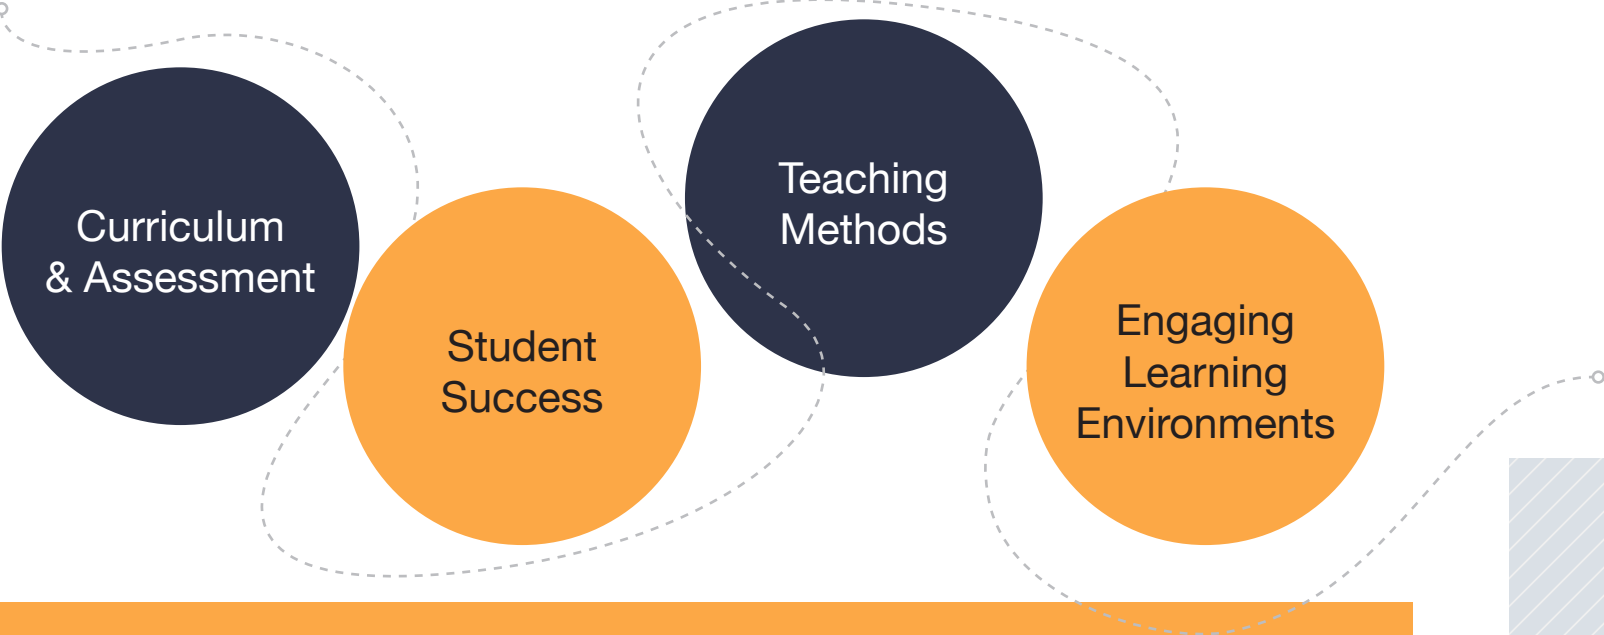 Curriculum
& Assessment
Student
Success
Teaching
Methods
Engaging
Learning
Environments